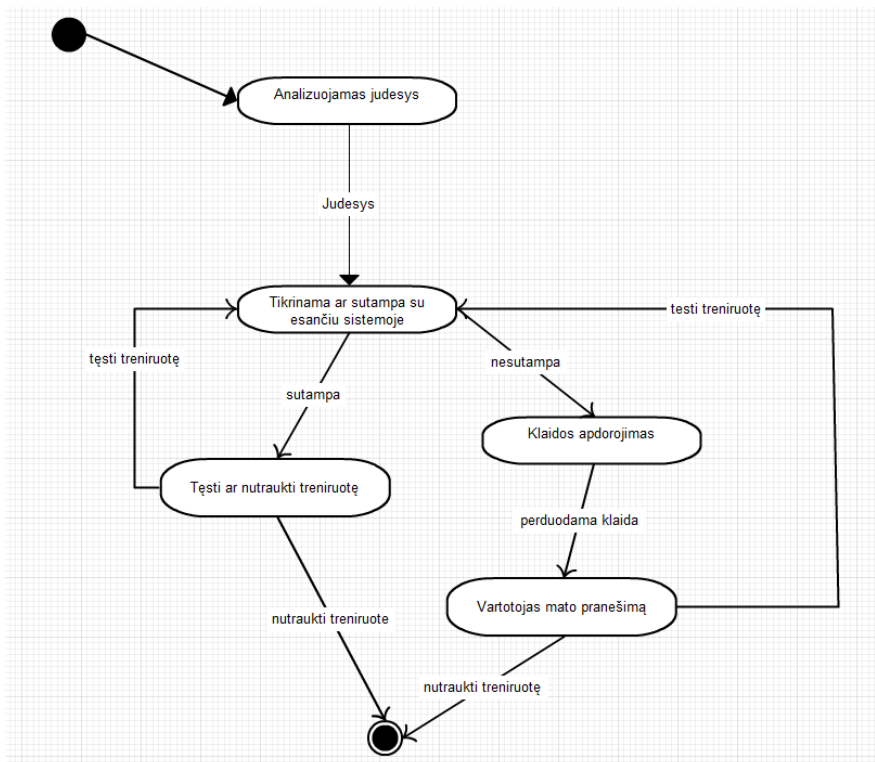 Analizuojamas judesys
Judesys
Tikrinama ar sutampa su
esančiu sistemoje
testi treniruotę
tęsti treniruotę
nesutampa
sutampa
Klaidos apdorojimas
Tęsti ar nutraukti treniruotę
perduodama klaida
Vartotojas mato pranešimą
nutraukti treniruote
nutraukti treniruotę